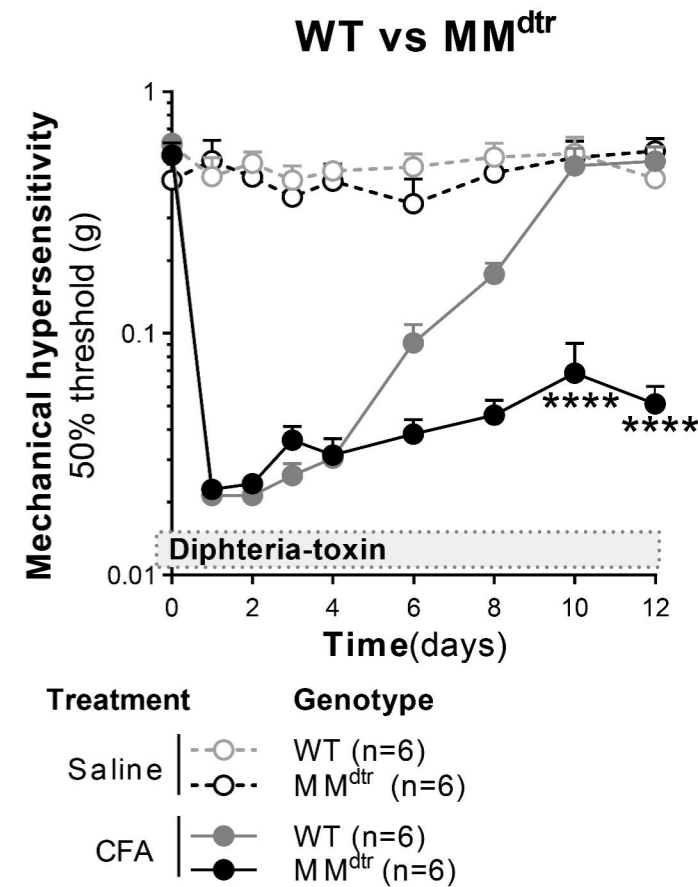 WT vs MMdtr
Mechanical hypersensitivity
50% threshold (g)
1
0.1
0.01
****
****
Diphteria-toxin
0 2 4 6 8 10 12
Time(days)
Treatment Genotype
Saline
WT (n=6)
MMdtr (n=6)
CFA
WT (n=6)
MMdtr (n=6)